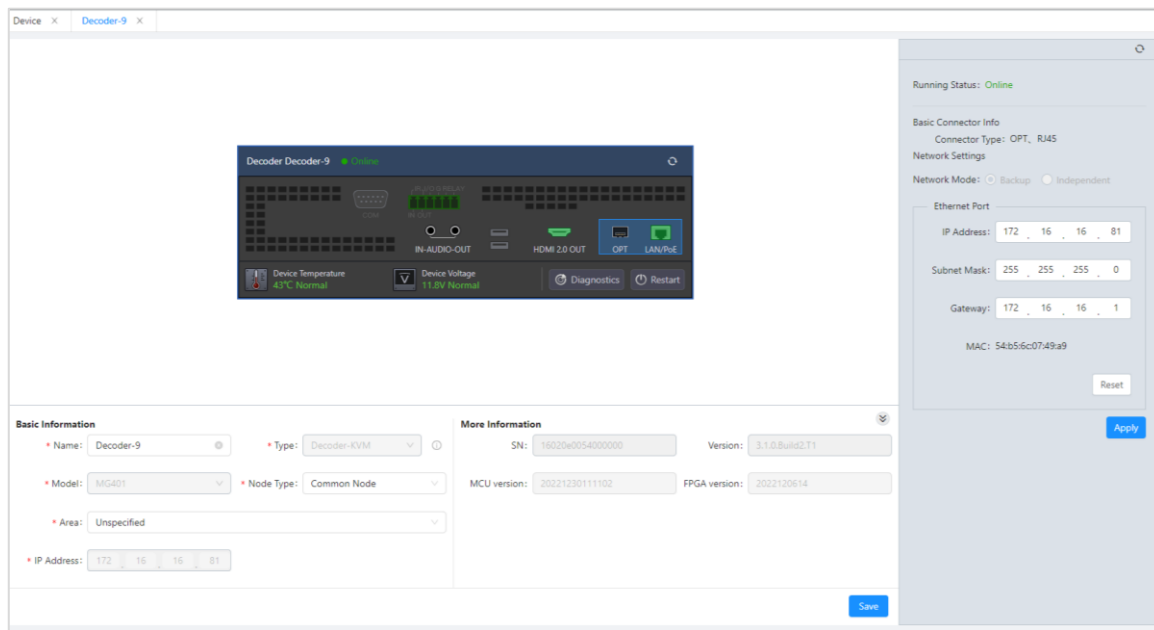 Device ×
Decoder-9 ×
Decoder Decoder-9 ● Online
COM
IN OUT
IN-AUDIO-OUT
HDMI 2.0 OUT
OPT
LAN/PoE
Device Temperature
43℃ Normal
V
Device Voltage
11.8V Normal
Diagnostics
Restart
Basic Information
* Name: Decoder-9
* Type: Decoder-KVM
* Model: MG401
* Node Type: Common Node
* Area: Unspecified
* IP Address: 172 . 16 . 16 . 81
More Information
SN: 16020e0054000000
Version: 3.1.0.Build2.T1
MCU version: 20221230111102
FPGA version: 2022120614
Save
Running Status: Online
Basic Connector Info
Connector Type: OPT、RJ45
Network Settings
Network Mode: Backup Independent
Ethernet Port
IP Address: 172 . 16 . 16 . 81
Subnet Mask: 255 . 255 . 255 . 0
Gateway: 172 . 16 . 16 . 1
MAC: 54:b5:6c:07:49:a9
Reset
Apply